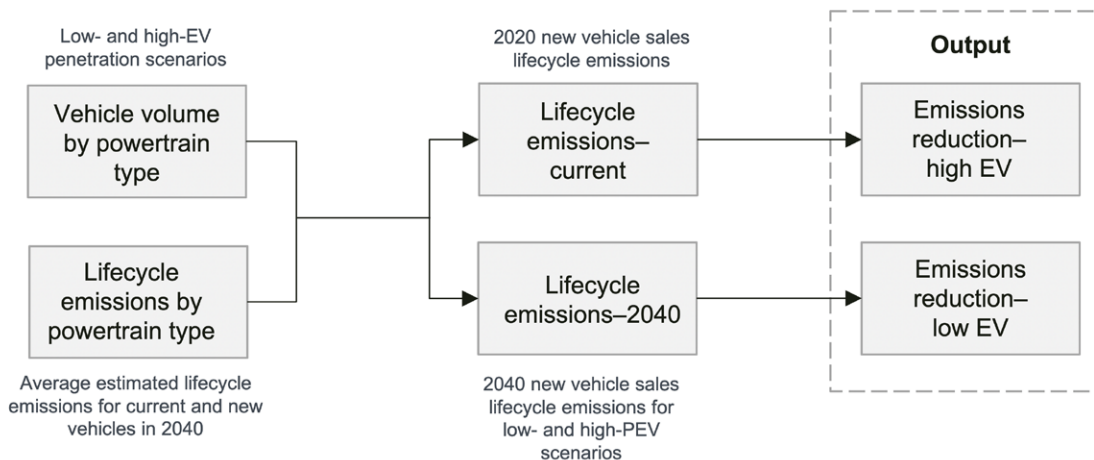 Low- and high-EV
penetration scenarios
Vehicle volume
by powertrain
type
Lifecycle
emissions by
powertrain type
Average estimated lifecycle
emissions for current and new
vehicles in 2040
2020 new vehicle sales
lifecycle emissions
Lifecycle
emissions–
current
Lifecycle
emissions–2040
2040 new vehicle sales
lifecycle emissions for
low- and high-PEV
scenarios
Output
Emissions
reduction–
high EV
Emissions
reduction–
low EV